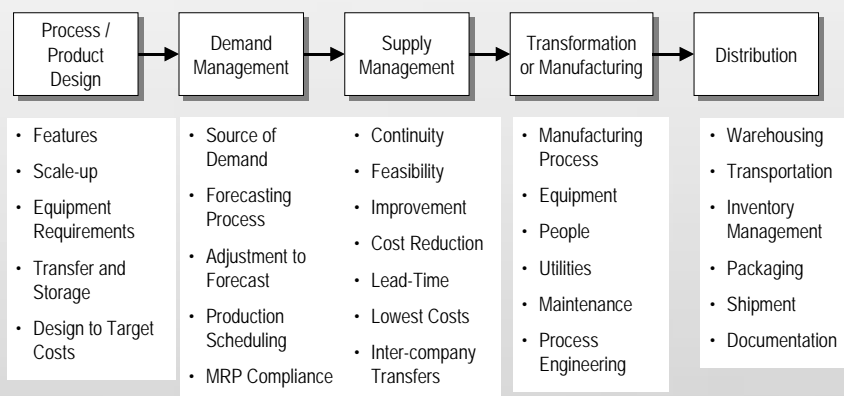 Process /
Product
Design
Demand
Management
Supply
Management
Transformation
or Manufacturing
Distribution
• Features
• Scale-up
• Equipment
Requirements
• Transfer and
Storage
• Design to Target
Costs
• Source of
Demand
• Forecasting
Process
• Adjustment to
Forecast
• Production
Scheduling
• MRP Compliance
• Continuity
• Feasibility
• Improvement
• Cost Reduction
• Lead-Time
• Lowest Costs
• Inter-company
Transfers
• Manufacturing
Process
• Equipment
• People
• Utilities
• Maintenance
• Process
Engineering
• Warehousing
• Transportation
• Inventory
Management
• Packaging
• Shipment
• Documentation